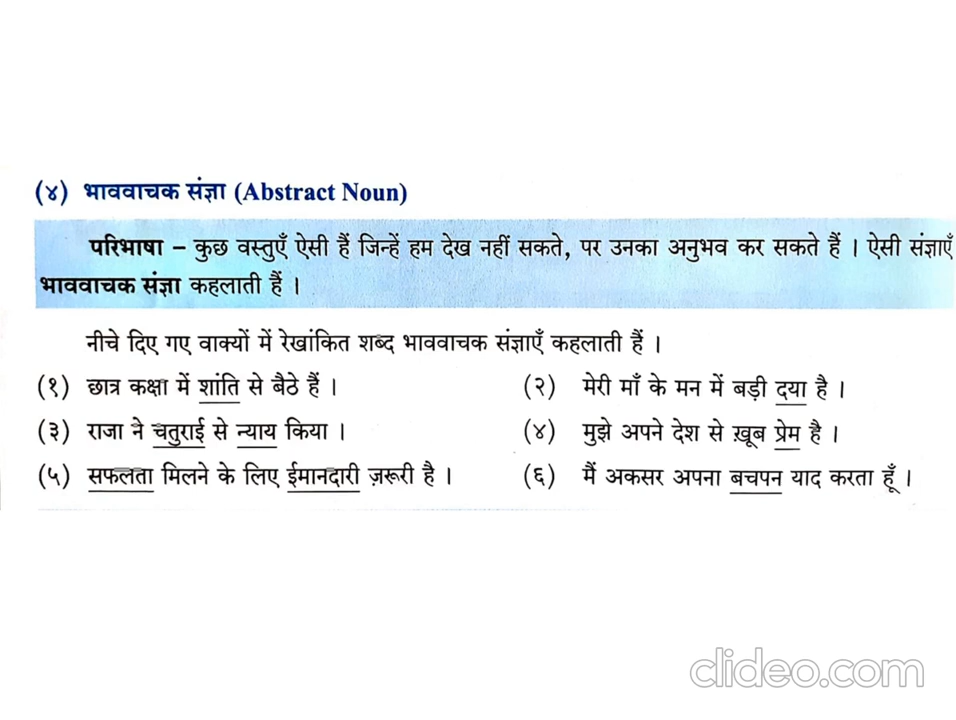 (४) भाववाचक संज्ञा (Abstract Noun)
परिभाषा – कुछ वस्तुएँ ऐसी हैं जिन्हें हम देख नहीं सकते, पर उनका अनुभव कर सकते हैं । ऐसी संज्ञाएँ
भाववाचक संज्ञा कहलाती हैं ।
नीचे दिए गए वाक्यों में रेखांकित शब्द भाववाचक संज्ञाएँ कहलाती हैं ।
(१) छात्र कक्षा में शांति से बैठे हैं । (२) मेरी माँ के मन में बड़ी दया है ।
(३) राजा ने चतुराई से न्याय किया । (४) मुझे अपने देश से ख़ूब प्रेम है ।
(५) सफलता मिलने के लिए ईमानदारी ज़रूरी है । (६) मैं अकसर अपना बचपन याद करता हूँ ।
clideo.com